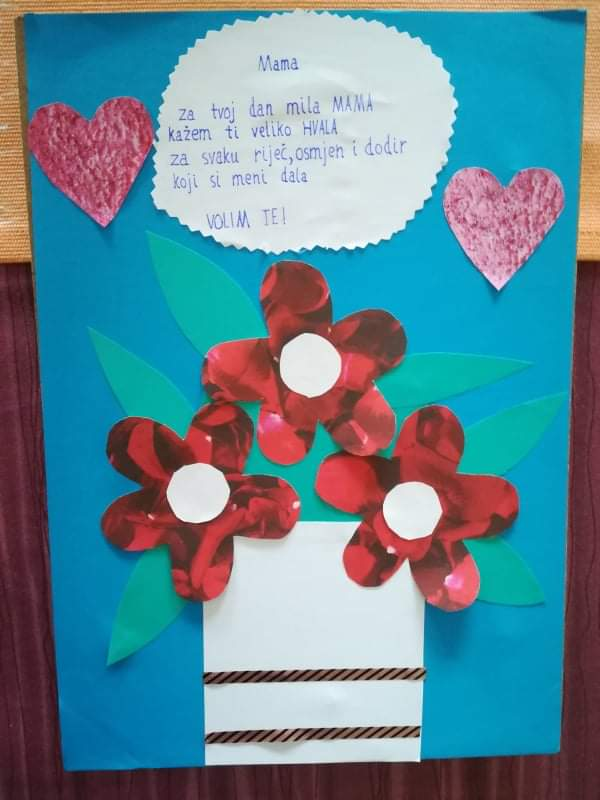 Mama
za tvoj dan mila MAMA
kažem ti veliko HVALA
za svaku riječ, osmjen i dodir
koji si meni dala
VOLIM TE!